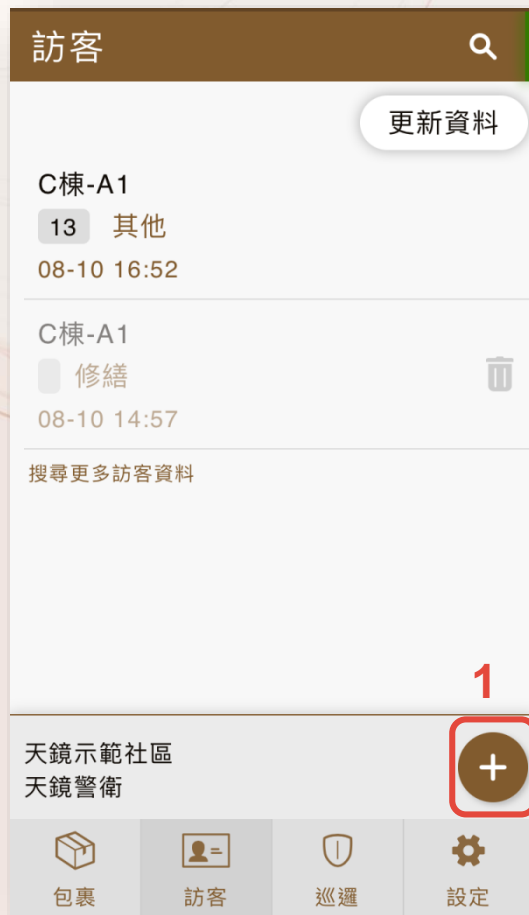 訪客
更新資料
C棟-A1
13 其他
08-10 16:52
C棟-A1
修繕
08-10 14:57
搜尋更多訪客資料
1
天鏡示範社區
天鏡警衛
+
包裹 訪客 巡邏 設定